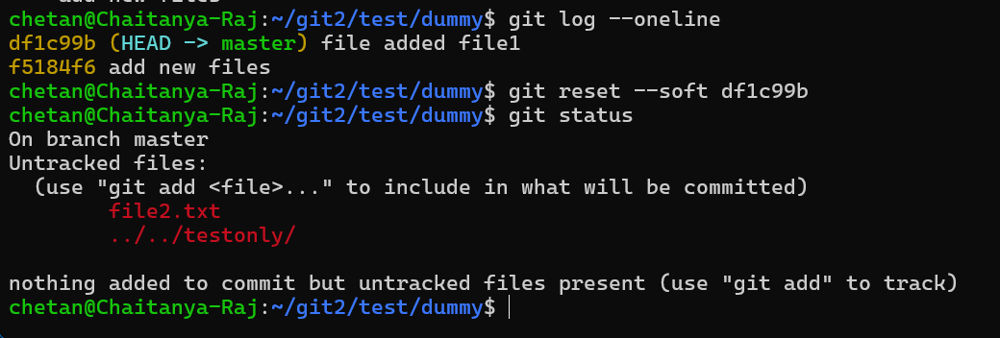 add new files
chetan@Chaitanya-Raj:~/git2/test/dummy$ git log --oneline
df1c99b (HEAD -> master) file added file1
f5184f6 add new files
chetan@Chaitanya-Raj:~/git2/test/dummy$ git reset --soft df1c99b
chetan@Chaitanya-Raj:~/git2/test/dummy$ git status
On branch master
Untracked files:
  (use "git add <file>..." to include in what will be committed)
        file2.txt
        ../../testonly/

nothing added to commit but untracked files present (use "git add" to track)
chetan@Chaitanya-Raj:~/git2/test/dummy$